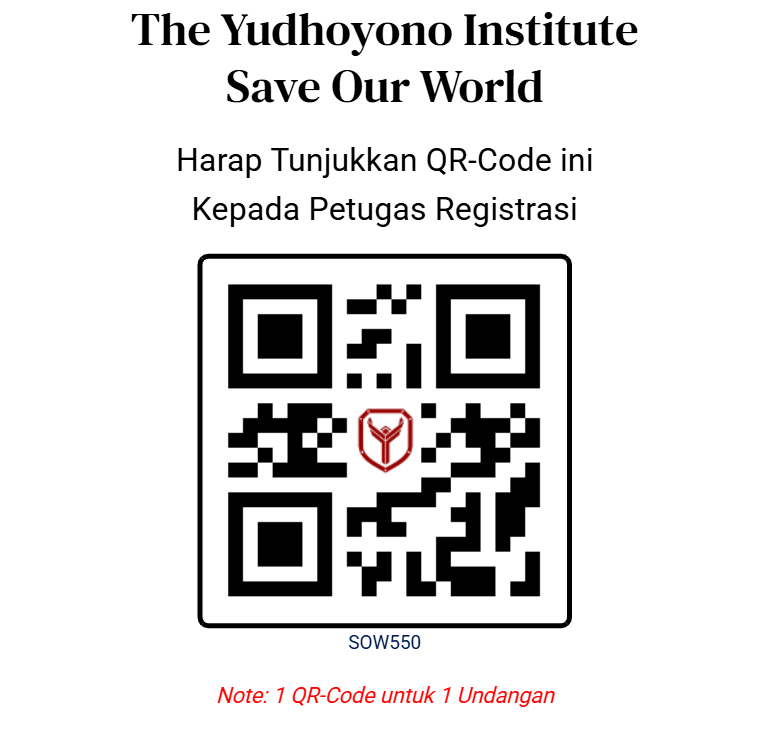 The Yudhoyono Institute
Save Our World
Harap Tunjukkan QR-Code ini
Kepada Petugas Registrasi
SOW550
Note: 1 QR-Code untuk 1 Undangan